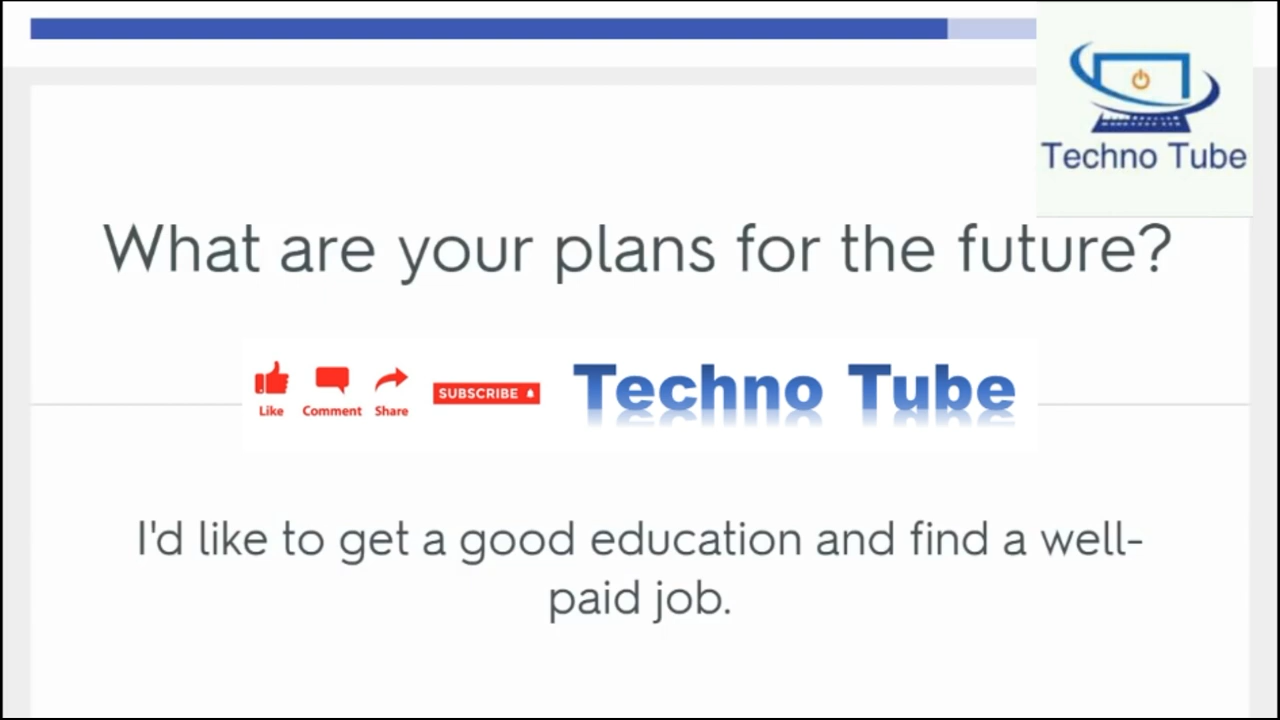 Techno Tube
What are your plans for the future?
Like Comment Share SUBSCRIBE Techno Tube
I'd like to get a good education and find a well-
paid job.